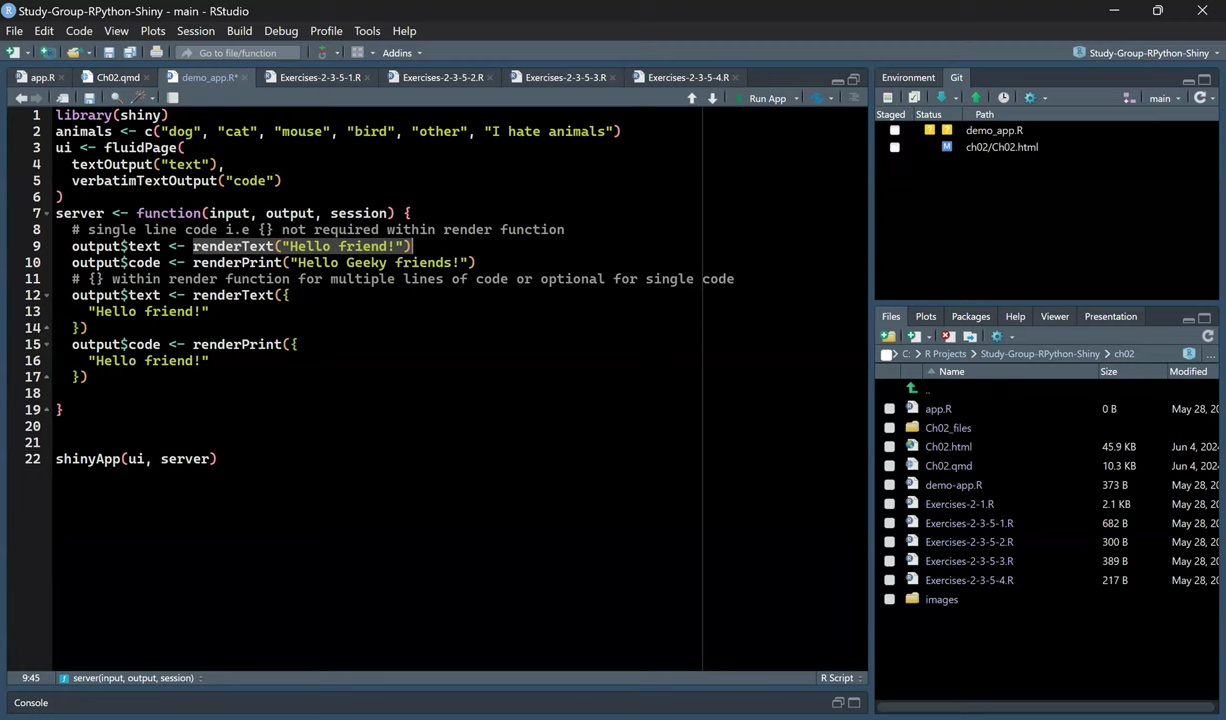 Study-Group-RPython-Shiny - main - RStudio
File Edit Code View Plots Session Build Debug Profile Tools Help
Go to file/function Addins Study-Group-RPython-Shiny
app.R Ch02.qmd demo_app.R* Exercises-2-3-5-1.R Exercises-2-3-5-2.R Exercises-2-3-5-3.R Exercises-2-3-5-4.R
Run App
1 library(shiny)
2 animals <- c("dog", "cat", "mouse", "bird", "other", "I hate animals")
3 ui <- fluidPage(
4 textOutput("text"),
5 verbatimTextOutput("code")
6 )
7 server <- function(input, output, session) {
8 # single line code i.e {} not required within render function
9 output$text <- renderText("Hello friend!")
10 output$code <- renderPrint("Hello Geeky friends!")
11 # {} within render function for multiple lines of code or optional for single code
12 output$text <- renderText({
13 "Hello friend!"
14 })
15 output$code <- renderPrint({
16 "Hello friend!"
17 })
18
19 }
20
21
22 shinyApp(ui, server)
9:45 server(input, output, session) R Script
Console
Environment Git
main
Staged Status Path
? ? demo_app.R
M ch02/Ch02.html
Files Plots Packages Help Viewer Presentation
C: > R Projects > Study-Group-RPython-Shiny > ch02 ...
Name Size Modified
..
app.R 0 B May 28, 20
Ch02_files
Ch02.html 45.9 KB Jun 4, 202
Ch02.qmd 10.3 KB Jun 4, 202
demo-app.R 373 B May 28, 20
Exercises-2-1.R 2.1 KB May 28, 20
Exercises-2-3-5-1.R 682 B May 28, 20
Exercises-2-3-5-2.R 300 B May 28, 20
Exercises-2-3-5-3.R 389 B May 28, 20
Exercises-2-3-5-4.R 217 B May 28, 20
images